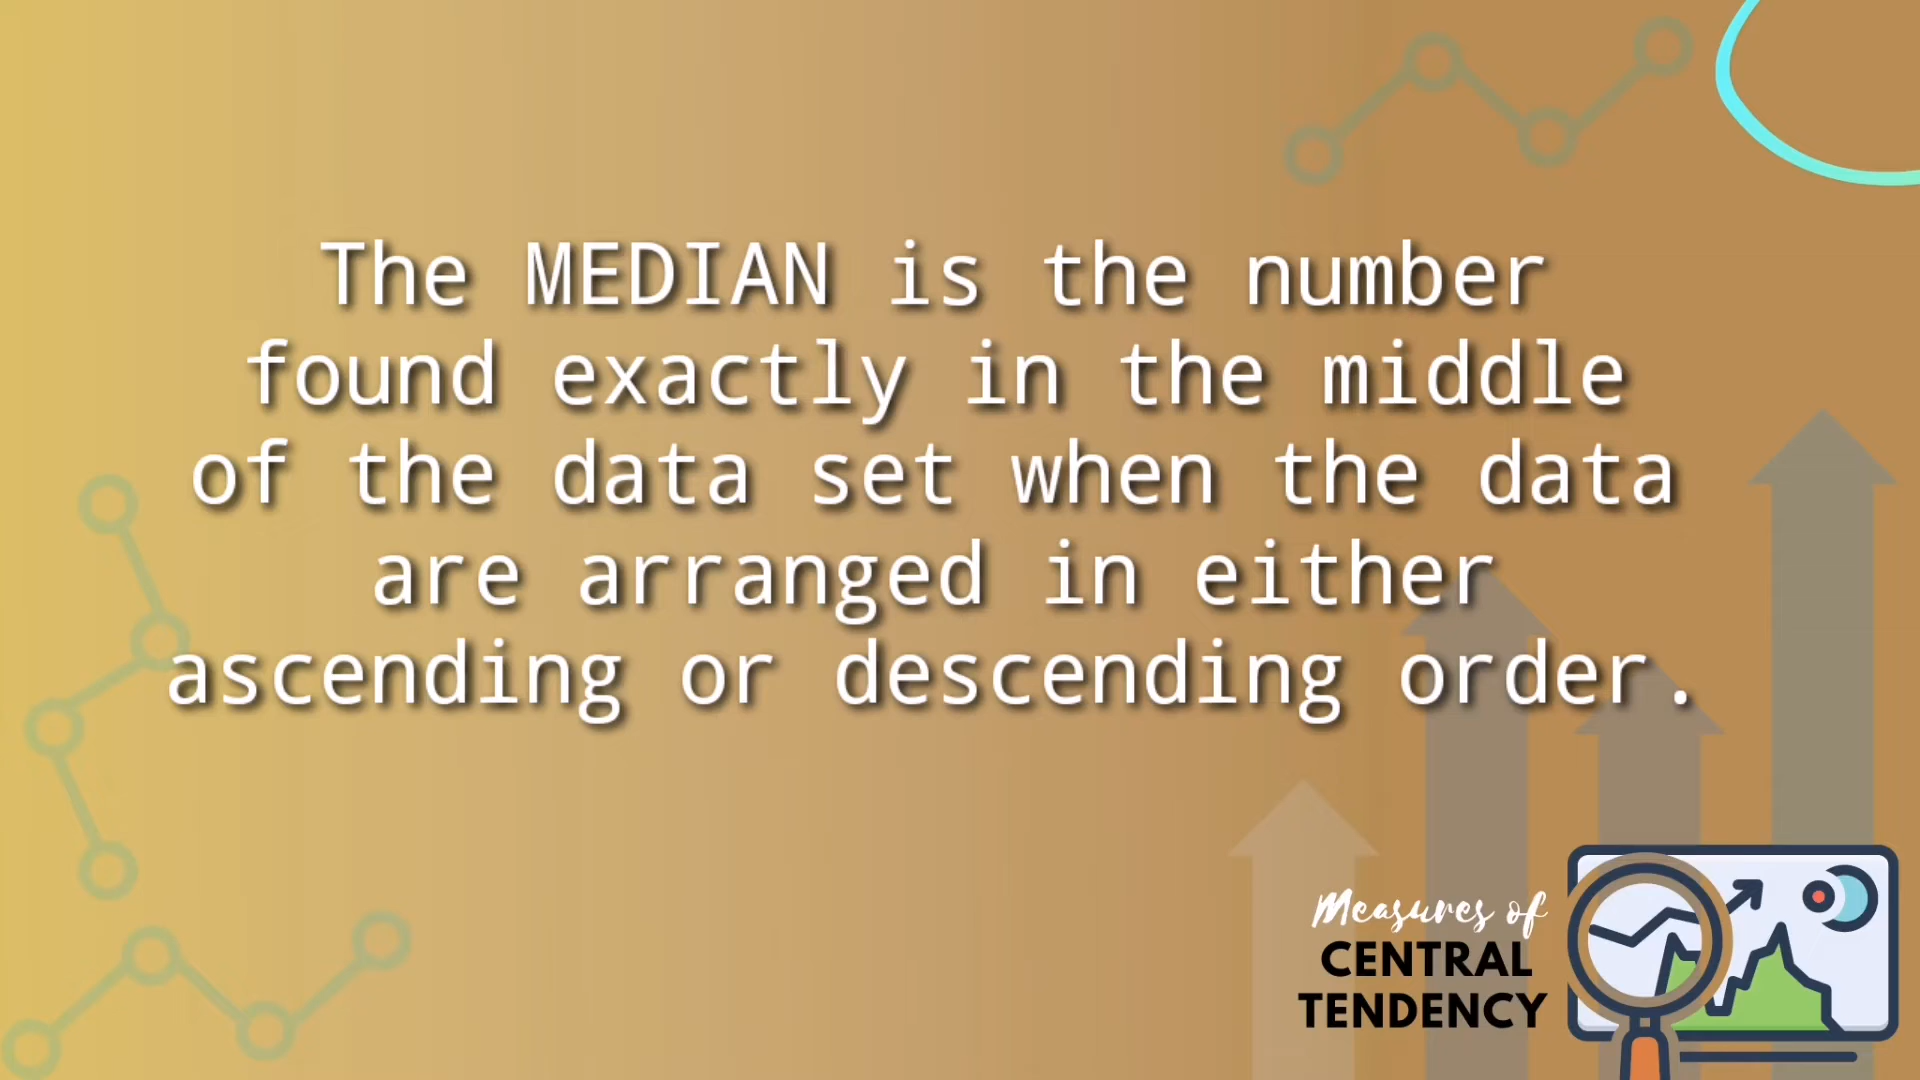 The MEDIAN is the number
found exactly in the middle
of the data set when the data
are arranged in either
ascending or descending order.
Measures of
CENTRAL
TENDENCY